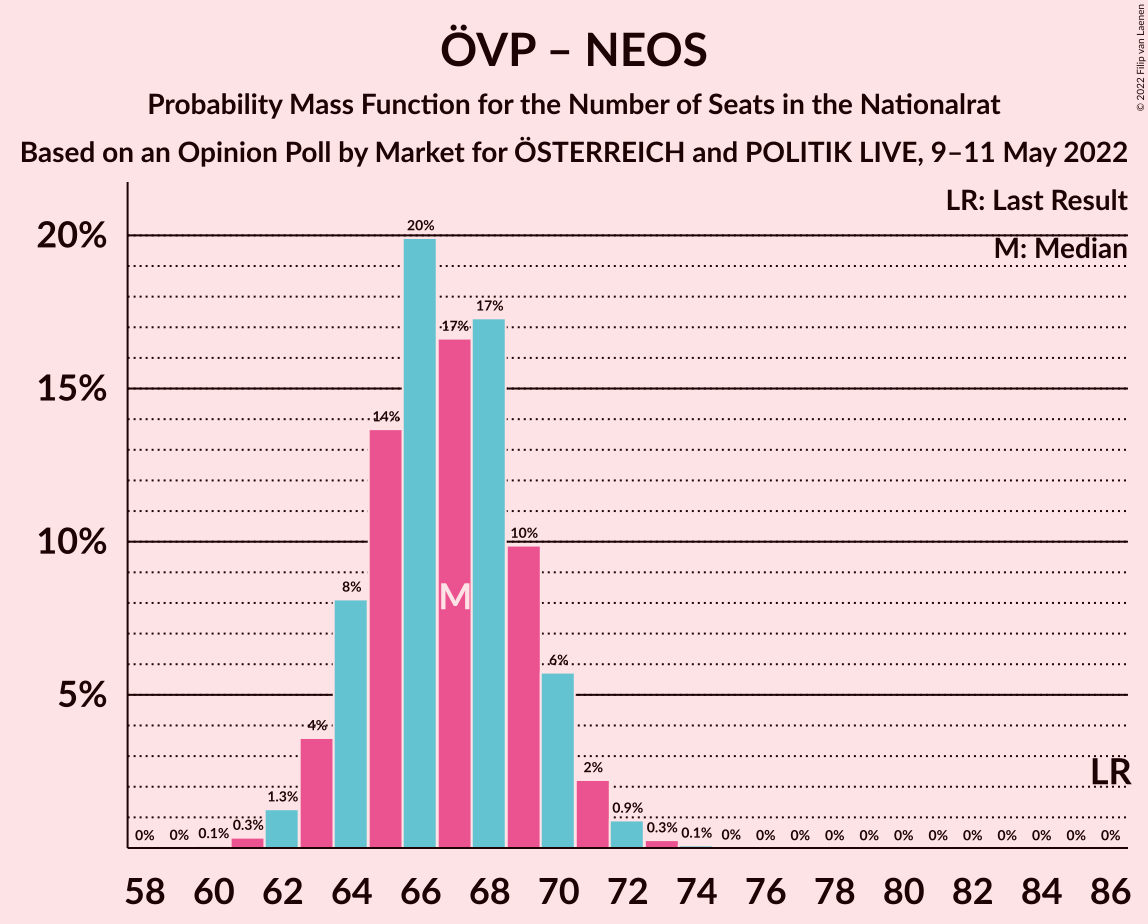 ÖVP – NEOS
Probability Mass Function for the Number of Seats in the Nationalrat
Based on an Opinion Poll by Market for ÖSTERREICH and POLITIK LIVE, 9–11 May 2022
© 2022 Filip van Laenen
LR: Last Result
M: Median
20%
15%
10%
5%
0% 0% 0.1% 0.3% 1.3% 4% 8% 14% 20% 17% 17% 10% 6% 2% 0.9% 0.3% 0.1% 0% 0% 0% 0% 0% 0% 0% 0% 0% 0% 0% 0%
M
LR
58 60 62 64 66 68 70 72 74 76 78 80 82 84 86